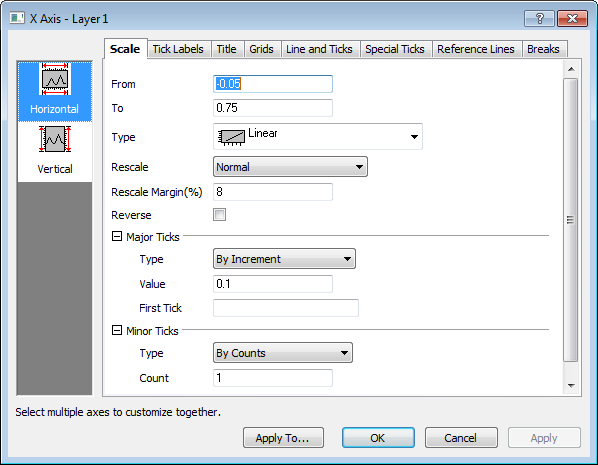 X Axis - Layer1
Scale Tick Labels Title Grids Line and Ticks Special Ticks Reference Lines Breaks
Horizontal
Vertical
From -0.05
To 0.75
Type Linear
Rescale Normal
Rescale Margin(%) 8
Reverse
Major Ticks
Type By Increment
Value 0.1
First Tick
Minor Ticks
Type By Counts
Count 1
Select multiple axes to customize together.
Apply To... OK Cancel Apply